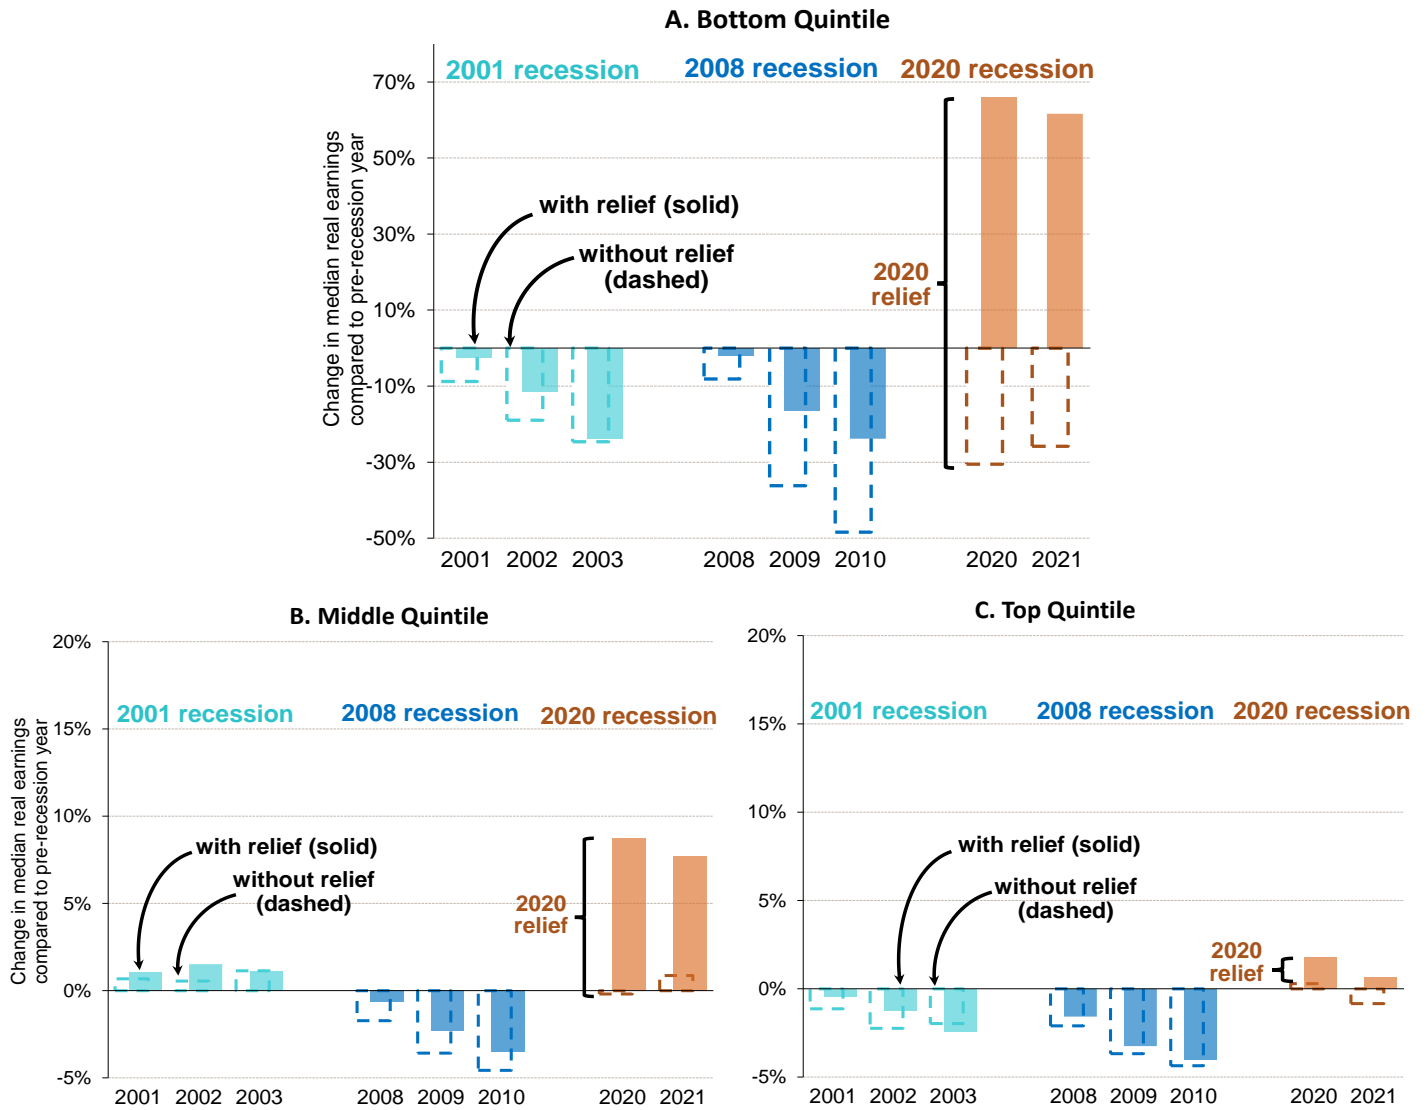 A. Bottom Quintile
2001 recession
2008 recession
2020 recession
Change in median real earnings
compared to pre-recession year
70%
50%
30%
10%
-10%
-30%
-50%
with relief (solid)
without relief
(dashed)
2020
relief
2001
2002
2003
2008
2009
2010
2020
2021
B. Middle Quintile
Change in median real earnings
compared to pre-recession year
20%
15%
10%
5%
0%
-5%
2001 recession
2008 recession
2020 recession
with relief (solid)
without relief
(dashed)
2020
relief
2001
2002
2003
2008
2009
2010
2020
2021
C. Top Quintile
20%
15%
10%
5%
0%
-5%
2001 recession
2008 recession
2020 recession
with relief (solid)
without relief
(dashed)
2020
relief
2001
2002
2003
2008
2009
2010
2020
2021